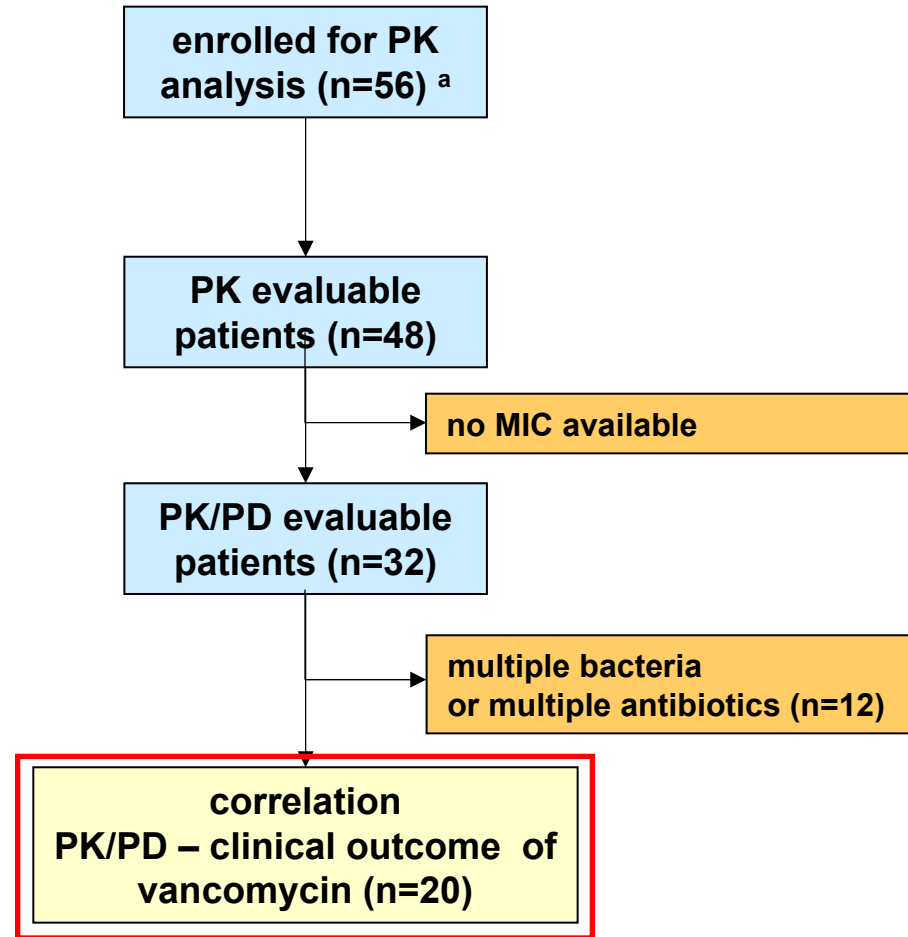 enrolled for PK
analysis (n=56) ᵃ
PK evaluable
patients (n=48)
no MIC available
PK/PD evaluable
patients (n=32)
multiple bacteria
or multiple antibiotics (n=12)
correlation
PK/PD – clinical outcome of
vancomycin (n=20)